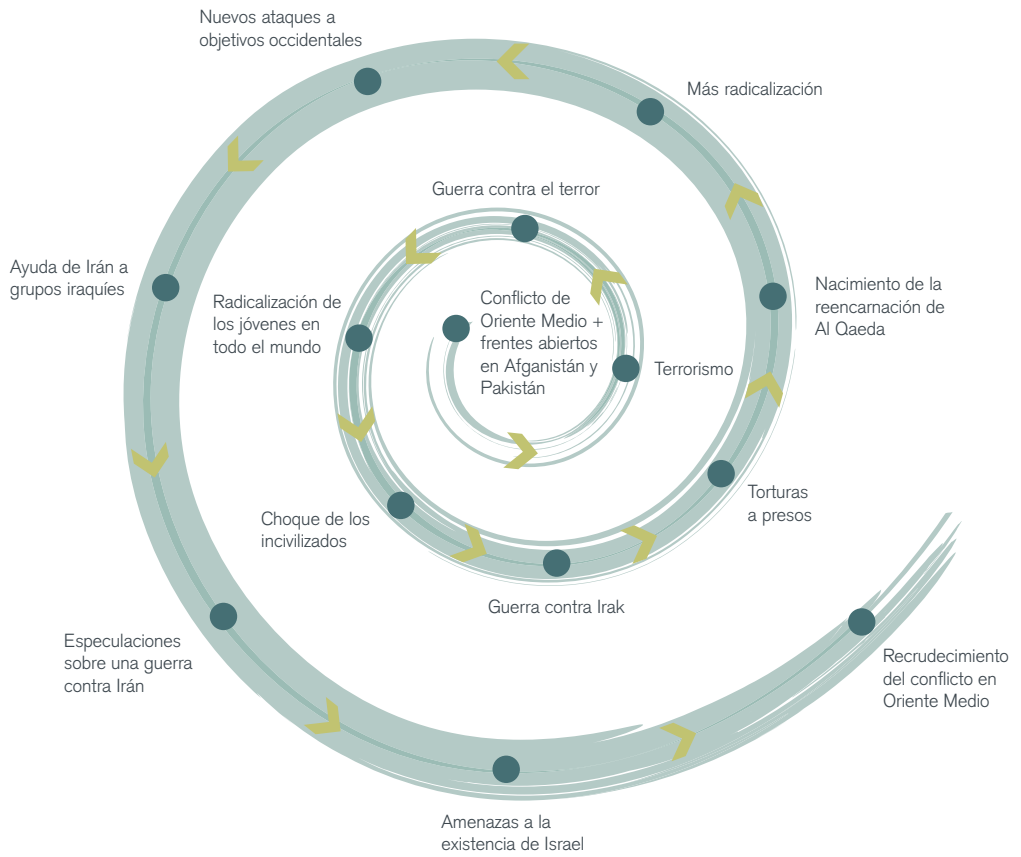 Nuevos ataques a
objetivos occidentales
Más radicalización
Guerra contra el terror
Ayuda de Irán a
grupos iraquíes
Radicalización de
los jóvenes en
todo el mundo
Conflicto de
Oriente Medio +
frentes abiertos
en Afganistán y
Pakistán
Nacimiento de la
reencarnación de
Al Qaeda
Terrorismo
Torturas
a presos
Choque de los
incivilizados
Guerra contra Irak
Especulaciones
sobre una guerra
contra Irán
Recrudecimiento
del conflicto en
Oriente Medio
Amenazas a la
existencia de Israel